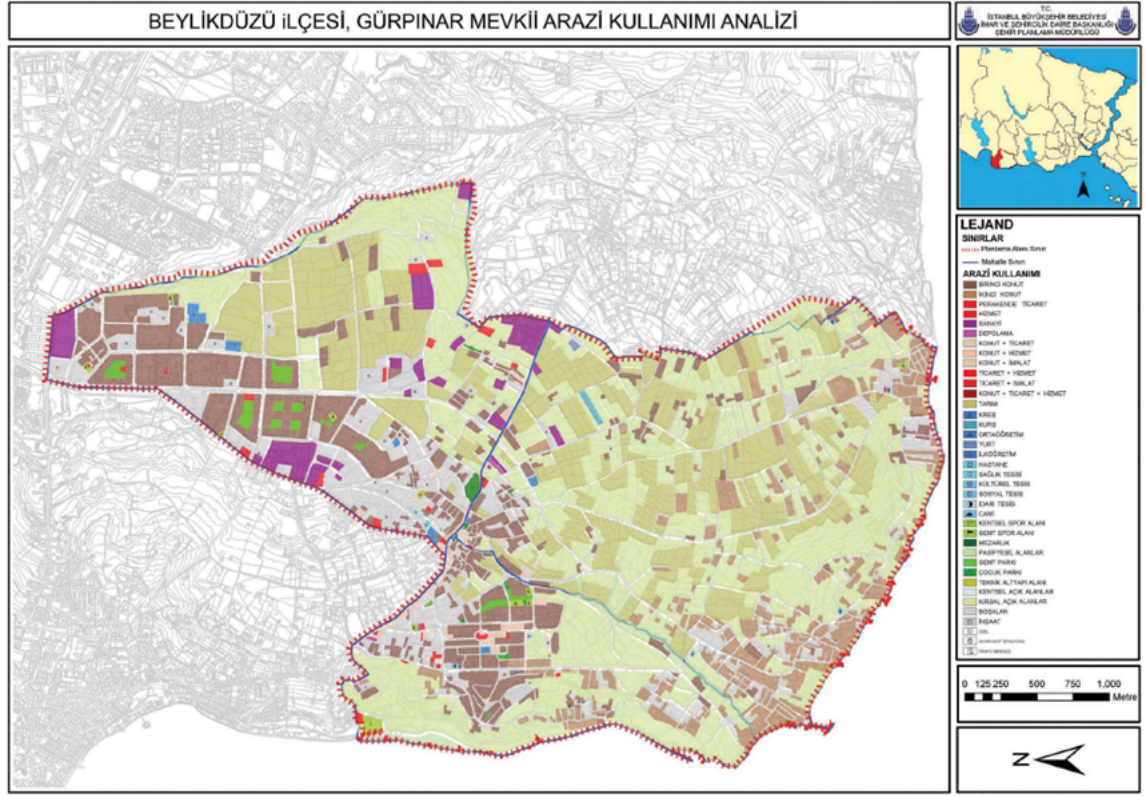 BEYLİKDÜZÜ iLÇESİ, GÜRPINAR MEVKİİ ARAZİ KULLANIMI ANALİZİ
T.C.
İSTANBUL BÜYÜKŞEHİR BELEDİYESİ
İMAR VE ŞEHİRCİLİK DAİRE BAŞKANLIĞI
ŞEHİR PLANLAMA MÜDÜRLÜĞÜ
LEJAND
SINIRLAR
Planlama Alanı Sınırı
Mahalle Sınırı
ARAZİ KULLANIMI
BİRİNCİ KONUT
İKİNCİ KONUT
PERAKENDE TİCARET
HİZMET
SANAYİ
DEPOLAMA
KONUT + TİCARET
KONUT + HİZMET
KONUT + İMALAT
TİCARET + HİZMET
TİCARET + İMALAT
KONUT + TİCARET + HİZMET
TARIM
KREŞ
KURS
ORTAÖĞRETİM
YURT
İLKÖĞRETİM
HASTANE
SAĞLIK TESİSİ
KÜLTÜREL TESİS
SOSYAL TESİS
İDARİ TESİS
CAMİ
KENTSEL SPOR ALANI
SEMT SPOR ALANI
MEZARLIK
PASİF YEŞİL ALANLAR
SEMT PARKI
ÇOCUK PARKI
TEKNİK ALTYAPI ALANI
KENTSEL AÇIK ALANLAR
KIRSAL AÇIK ALANLAR
BOŞALAN
İNŞAAT
0 125 250 500 750 1,000
Metre
N